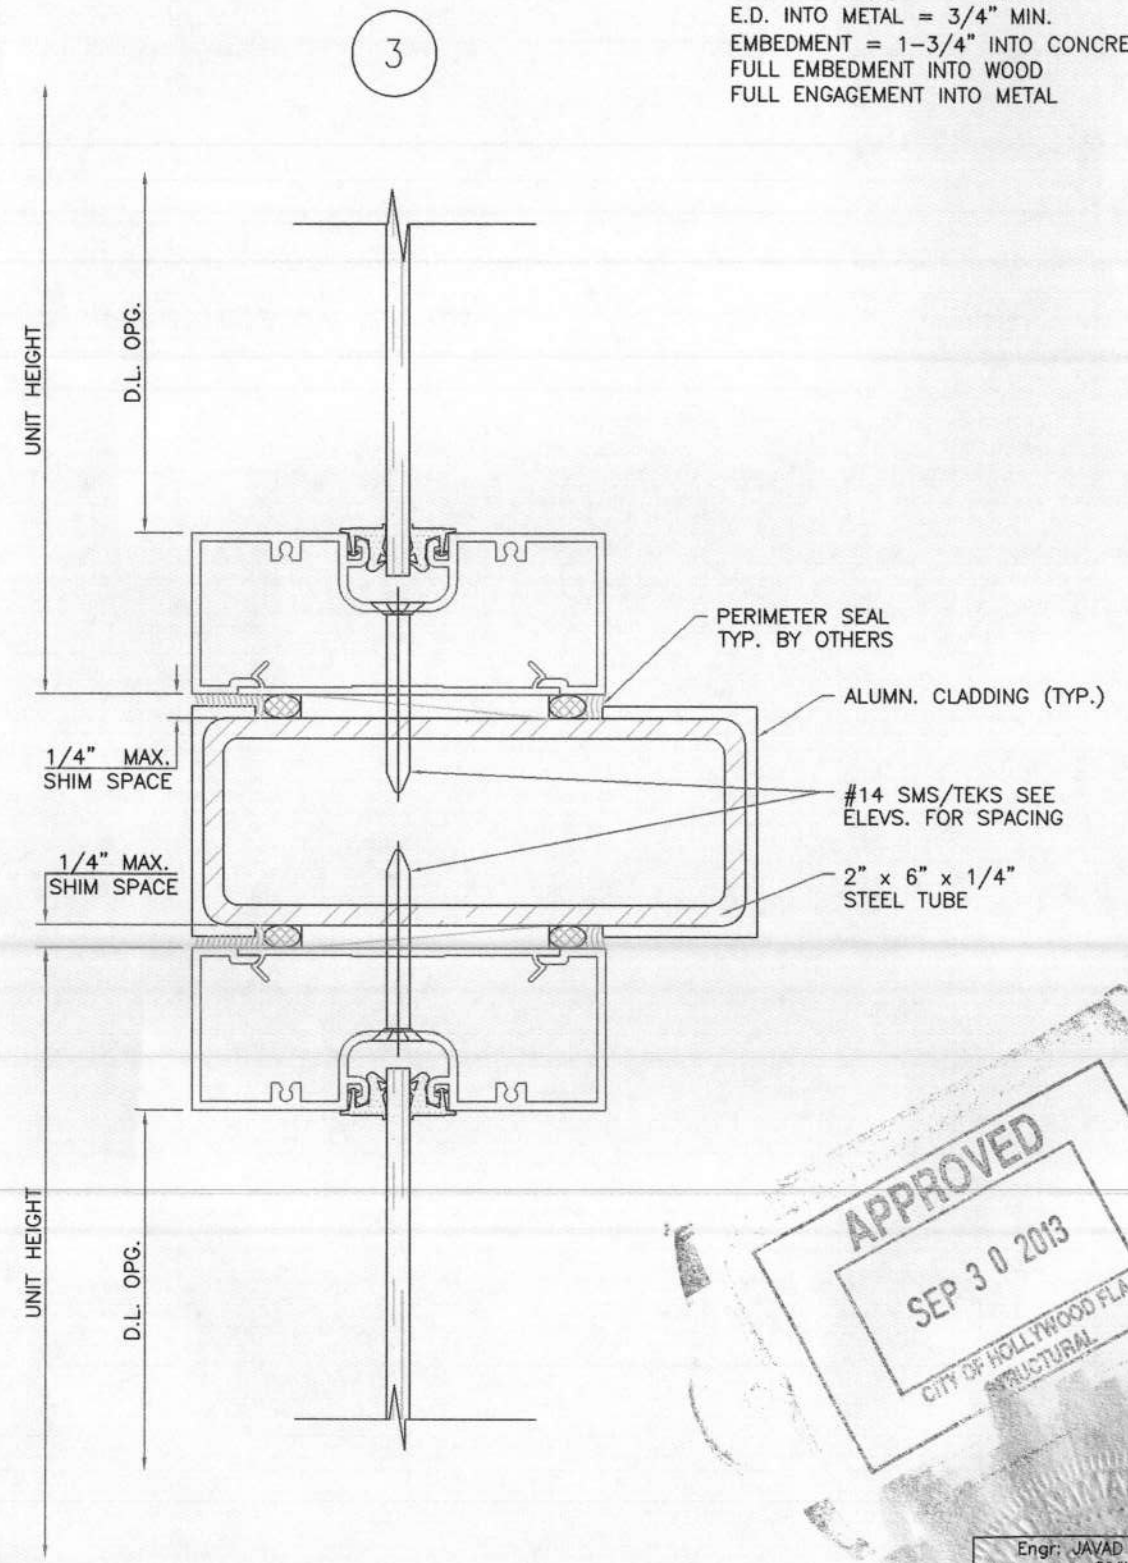 3
E.D. INTO METAL = 3/4" MIN.
EMBEDMENT = 1-3/4" INTO CONCRE
FULL EMBEDMENT INTO WOOD
FULL ENGAGEMENT INTO METAL
UNIT HEIGHT
D.L. OPG.
PERIMETER SEAL
TYP. BY OTHERS
ALUMN. CLADDING (TYP.)
1/4" MAX.
SHIM SPACE
#14 SMS/TEKS SEE
ELEVS. FOR SPACING
1/4" MAX.
SHIM SPACE
2" x 6" x 1/4"
STEEL TUBE
UNIT HEIGHT
D.L. OPG.
APPROVED
SEP 30 2013
CITY OF HOLLYWOOD FLA
STRUCTURAL
Engr: JAVAD